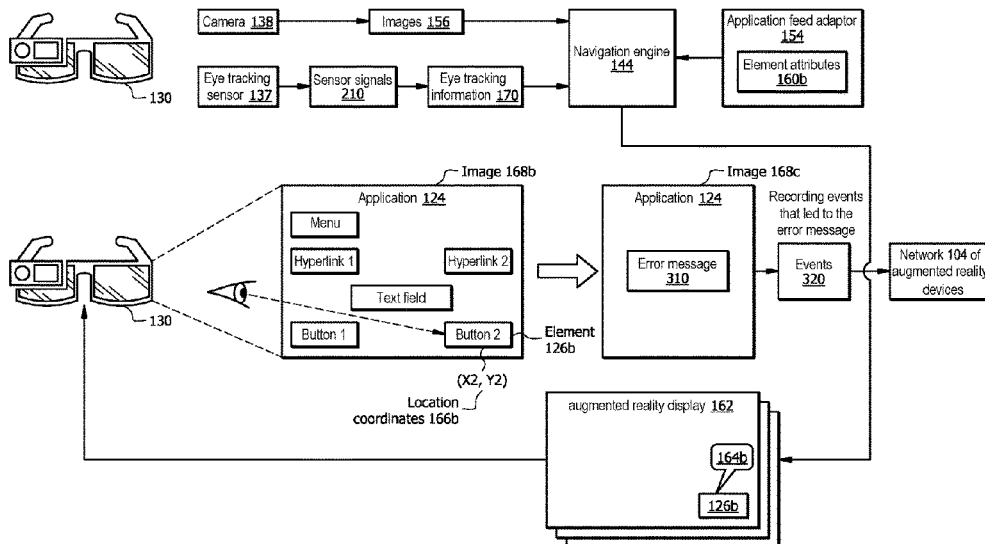 Camera 138
Images 156
Navigation engine
144
Application feed adaptor
154
Element attributes
160b
Eye tracking
sensor
137
Sensor signals
210
Eye tracking
information
170
130
Image 168b
Application 124
Menu
Hyperlink 1
Hyperlink 2
Text field
Button 1
Button 2
Element
126b
(X2, Y2)
Location
coordinates 166b
130
Image 168c
Application 124
Error message
310
Recording events
that led to the
error message
Events
320
Network 104 of
augmented reality
devices
augmented reality display 162
164b
126b